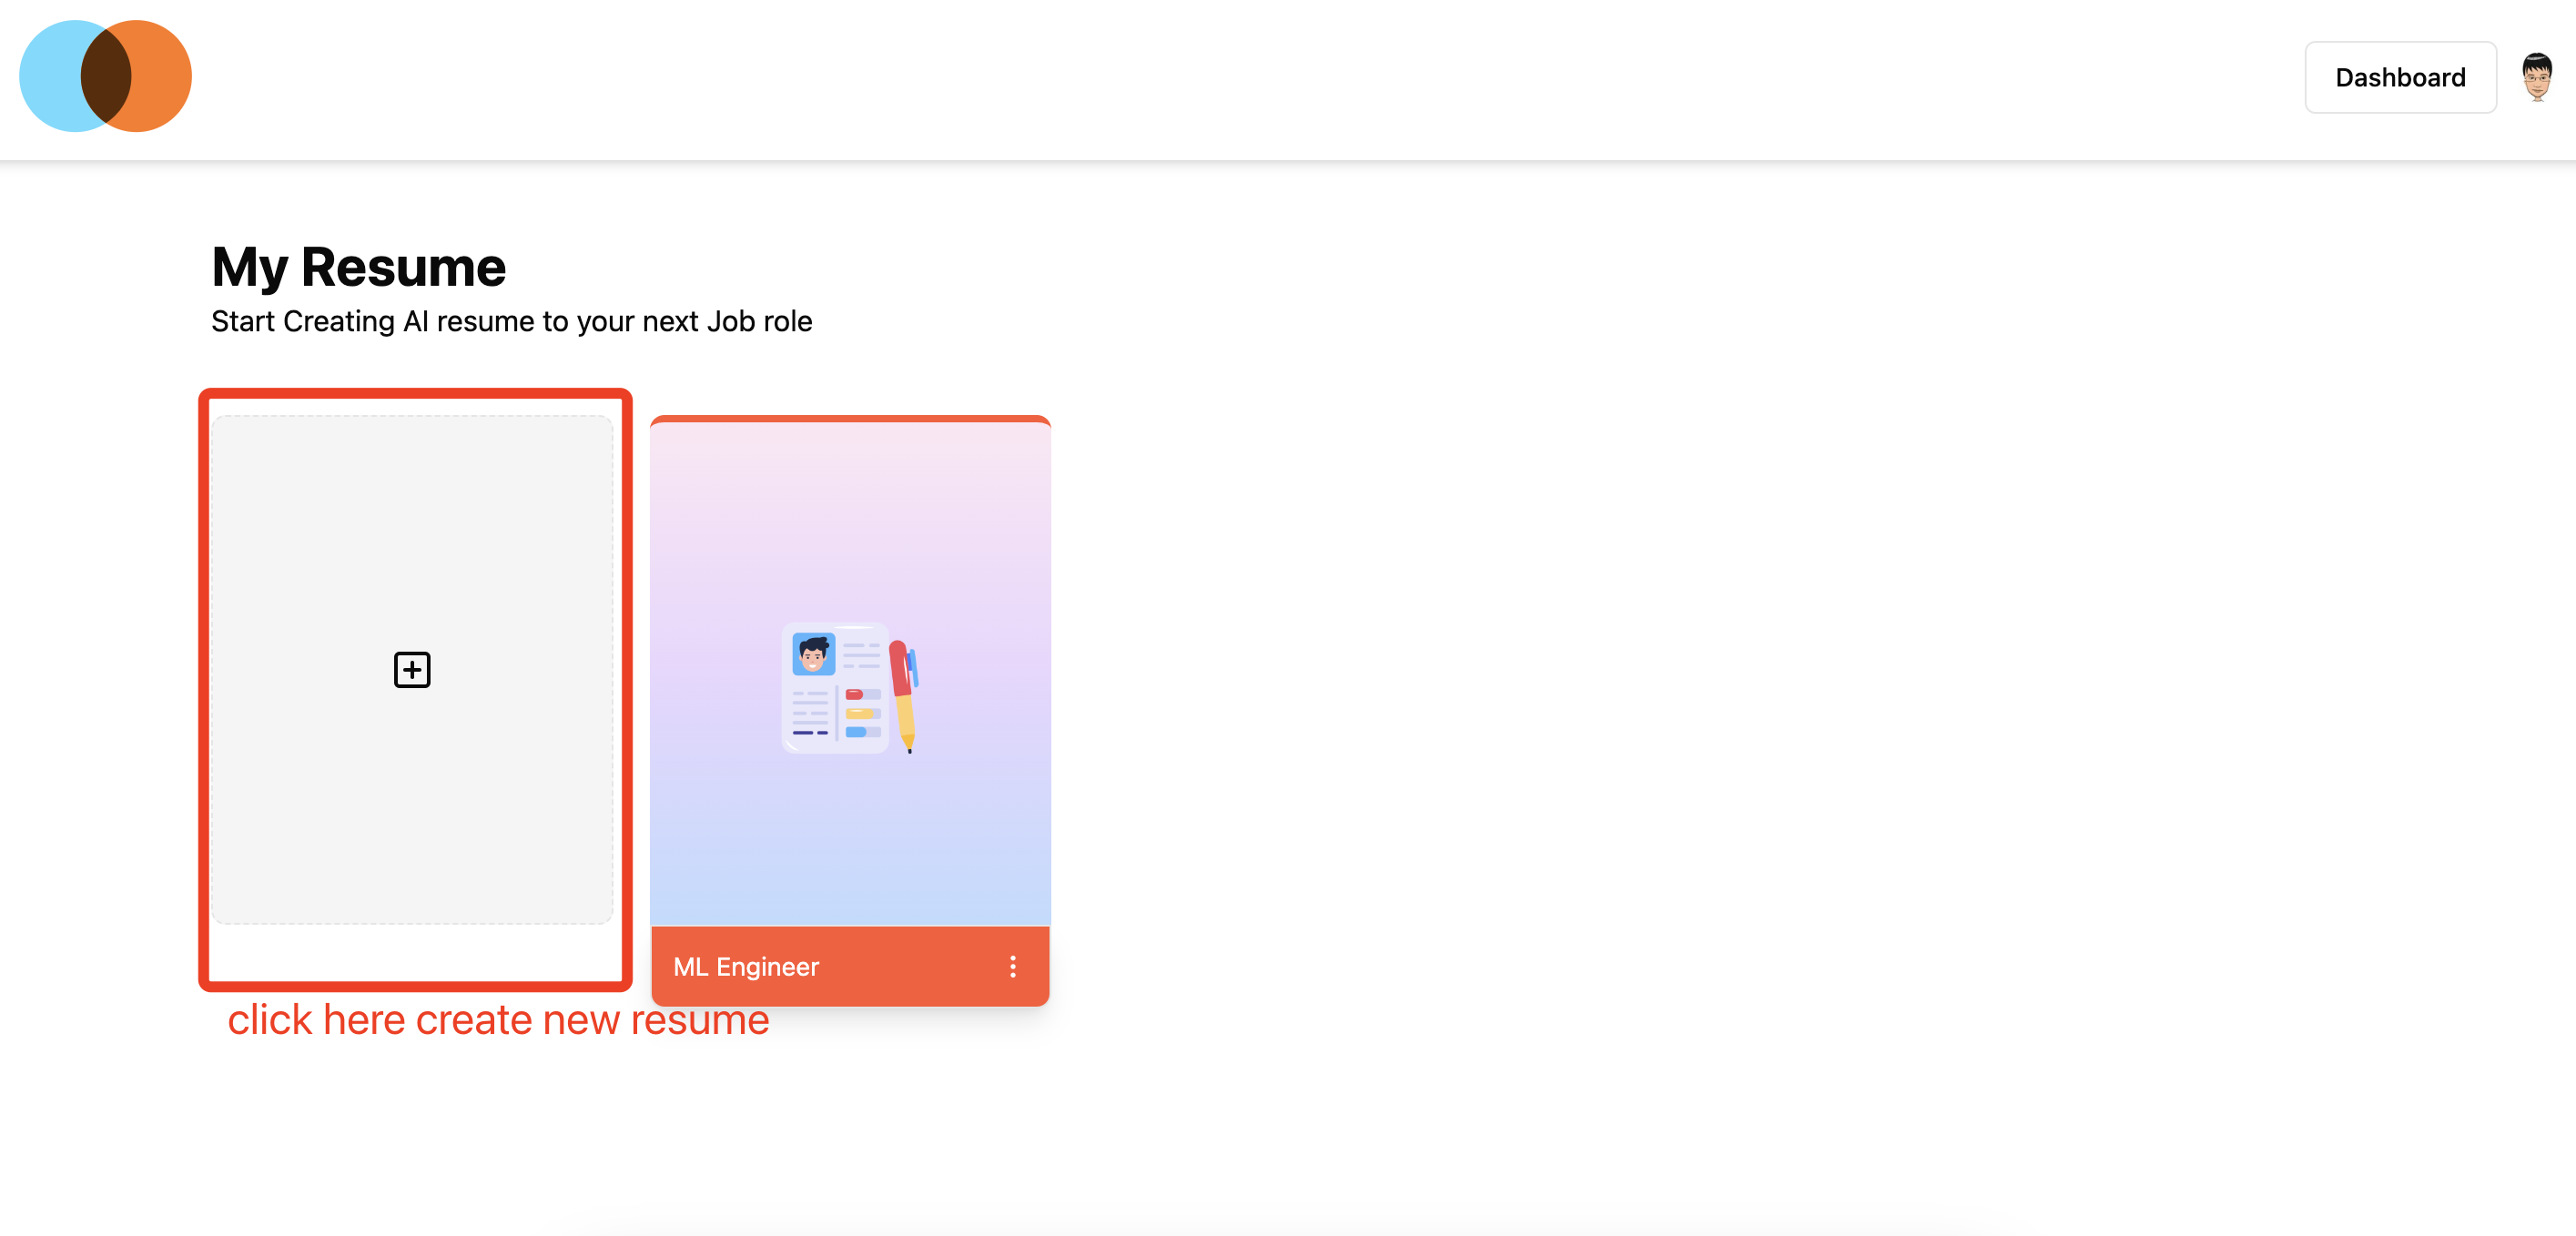 Dashboard
My Resume
Start Creating AI resume to your next Job role
ML Engineer
click here create new resume